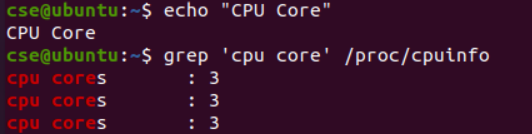 cse@ubuntu:~$ echo "CPU Core"
CPU Core
cse@ubuntu:~$ grep 'cpu core' /proc/cpuinfo
cpu cores : 3
cpu cores : 3
cpu cores : 3